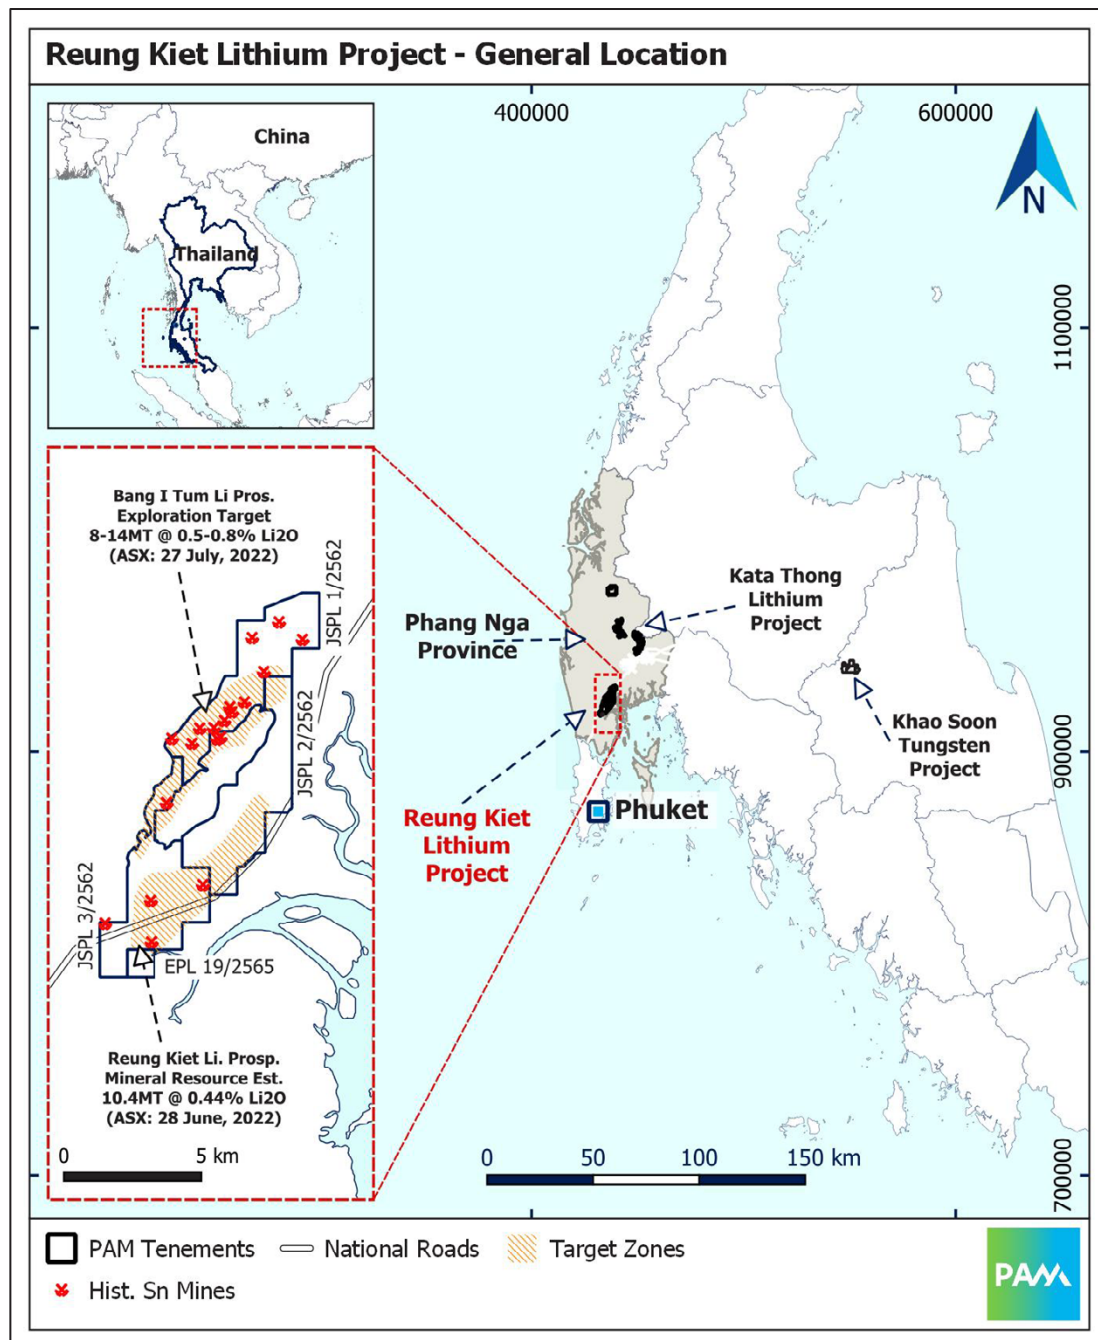 Reung Kiet Lithium Project - General Location
400000
600000
China
Thailand
N
1100000
Bang I Tum Li Pros.
Exploration Target
8-14MT @ 0.5-0.8% Li2O
(ASX: 27 July, 2022)
JSPL 1/2562
JSPL 2/2562
JSPL 3/2562
EPL 19/2565
Reung Kiet Li. Prosp.
Mineral Resource Est.
10.4MT @ 0.44% Li2O
(ASX: 28 June, 2022)
0
5 km
Kata Thong
Lithium
Project
Phang Nga
Province
Khao Soon
Tungsten
Project
900000
Reung Kiet
Lithium
Project
Phuket
0
50
100
150 km
700000
PAM Tenements
National Roads
Target Zones
Hist. Sn Mines
PAM